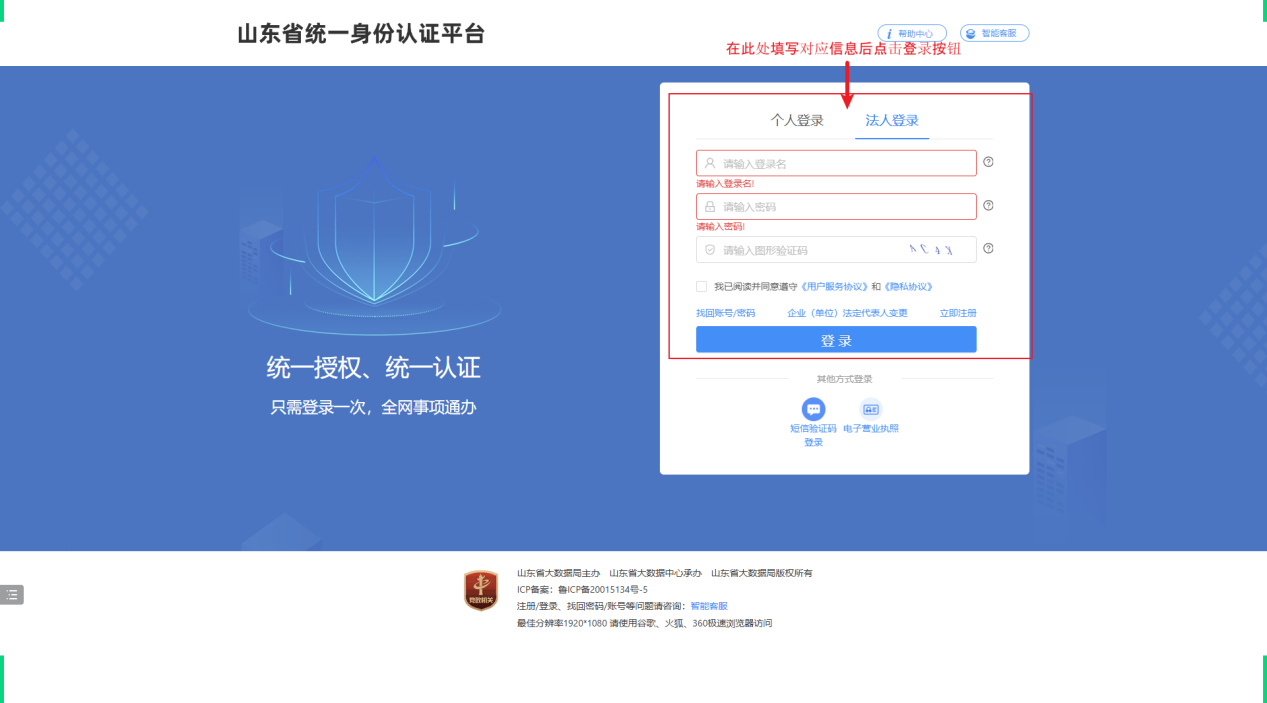 山东省统一身份认证平台
帮助中心
智能客服
在此处填写对应信息后点击登录按钮
个人登录
法人登录
请输入登录名
请输入登录名!
请输入密码
请输入密码!
请输入图形验证码
我已阅读并同意遵守《用户服务协议》和《隐私协议》
找回账号/密码
企业（单位）法定代表人变更
立即注册
登录
统一授权、统一认证
只需登录一次，全网事项通办
其他方式登录
短信验证码
登录
电子营业执照
党政机关
山东省大数据局主办 山东省大数据中心承办 山东省大数据局版权所有
ICP备案：鲁ICP备20015134号-5
注册/登录、找回密码/账号等问题请咨询：智能客服
最佳分辨率1920*1080 请使用谷歌、火狐、360极速浏览器访问